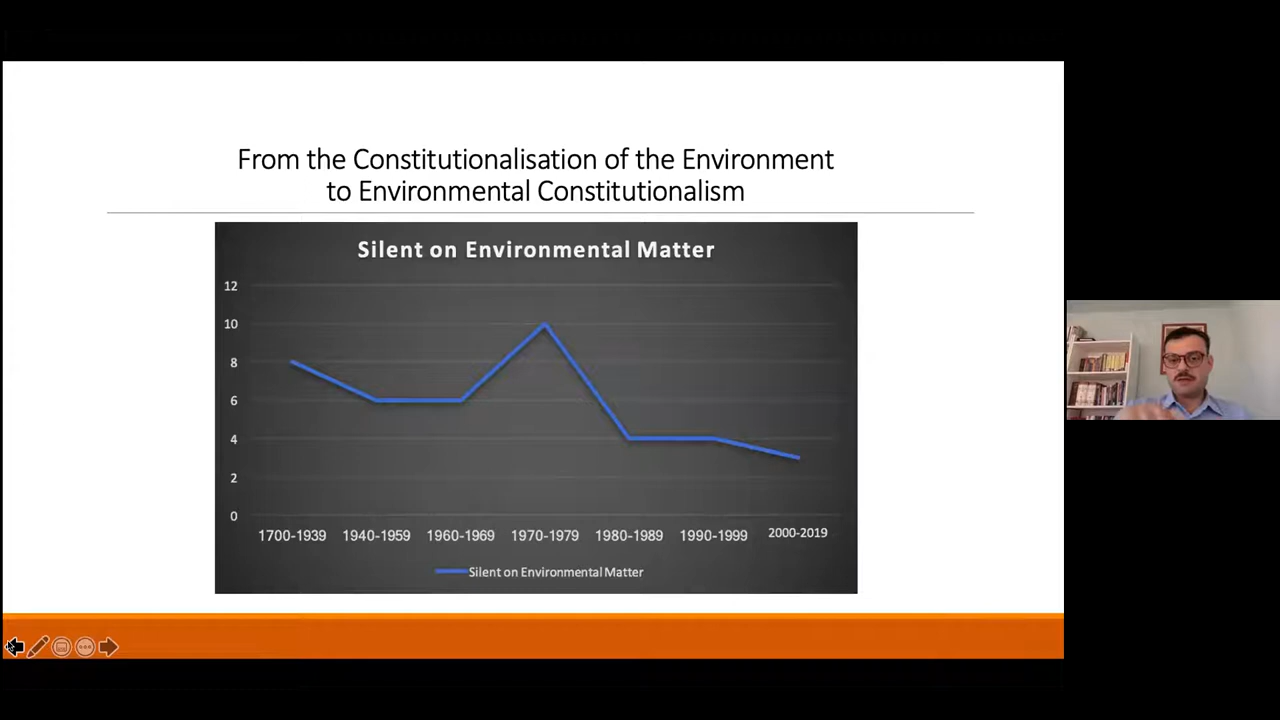 From the Constitutionalisation of the Environment
to Environmental Constitutionalism
Silent on Environmental Matter
12
10
8
6
4
2
0
1700-1939 1940-1959 1960-1969 1970-1979 1980-1989 1990-1999 2000-2019
Silent on Environmental Matter